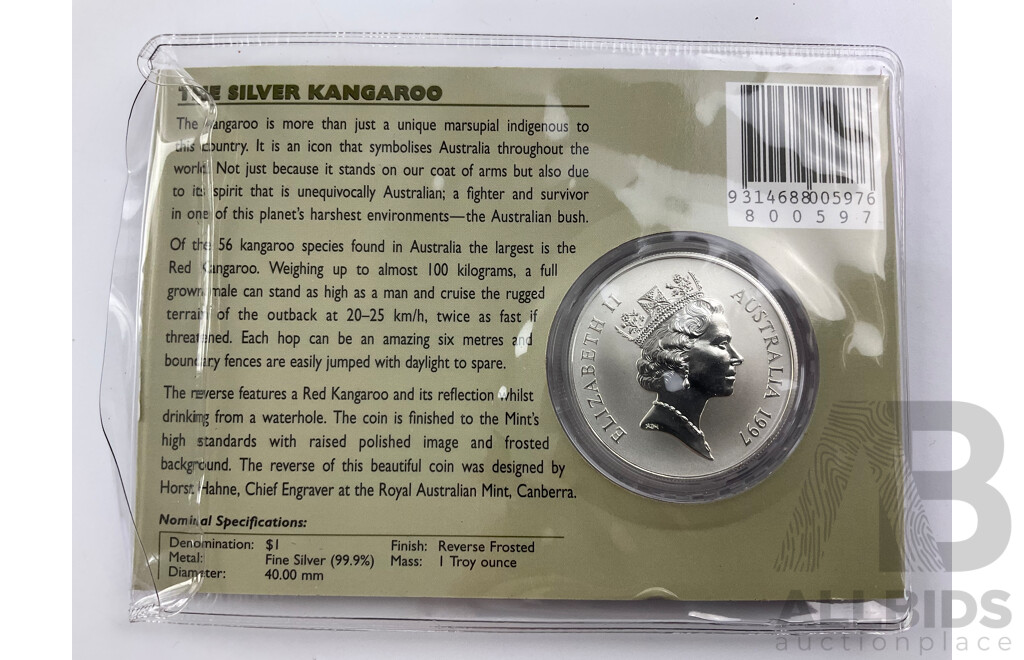 THE SILVER KANGAROO
The kangaroo is more than just a unique marsupial indigenous to
this country. It is an icon that symbolises Australia throughout the
world. Not just because it stands on our coat of arms but also due
to its spirit that is unequivocally Australian; a fighter and survivor
in one of this planet's harshest environments—the Australian bush.
Of the 56 kangaroo species found in Australia the largest is the
Red Kangaroo. Weighing up to almost 100 kilograms, a full
grown male can stand as high as a man and cruise the rugged
terrain of the outback at 20–25 km/h, twice as fast if
threatened. Each hop can be an amazing six metres and
boundary fences are easily jumped with daylight to spare.
The reverse features a Red Kangaroo and its reflection whilst
drinking from a waterhole. The coin is finished to the Mint's
high standards with raised polished image and frosted
background. The reverse of this beautiful coin was designed by
Horst Hahne, Chief Engraver at the Royal Australian Mint, Canberra.
Nominal Specifications:
Denomination: $1 Finish: Reverse Frosted
Metal: Fine Silver (99.9%) Mass: 1 Troy ounce
Diameter: 40.00 mm
9314688005976
800597
ELIZABETH II
AUSTRALIA 1997
RDM
AB
ALLBIDS
auctionplace